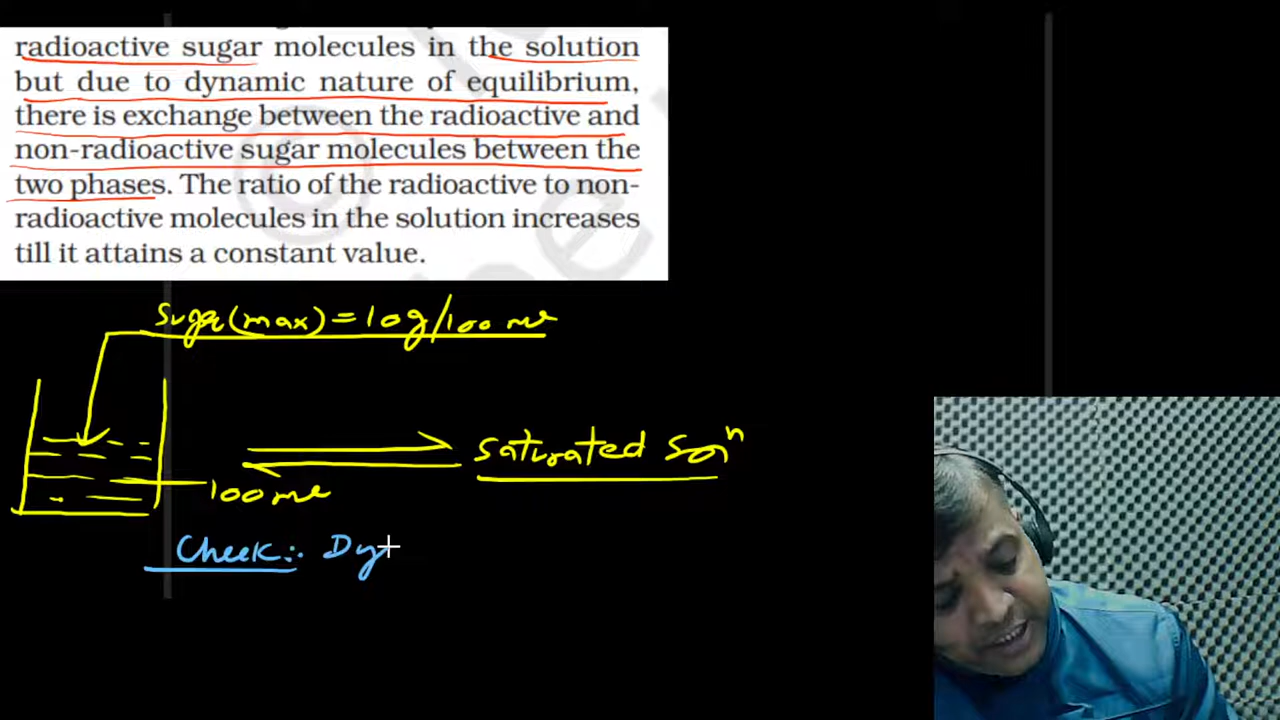 radioactive sugar molecules in the solution
but due to dynamic nature of equilibrium,
there is exchange between the radioactive and
non-radioactive sugar molecules between the
two phases. The ratio of the radioactive to non-
radioactive molecules in the solution increases
till it attains a constant value.
Sugar(max) = 10g/100 ml
saturated Solⁿ
100 ml
Check:. Dy